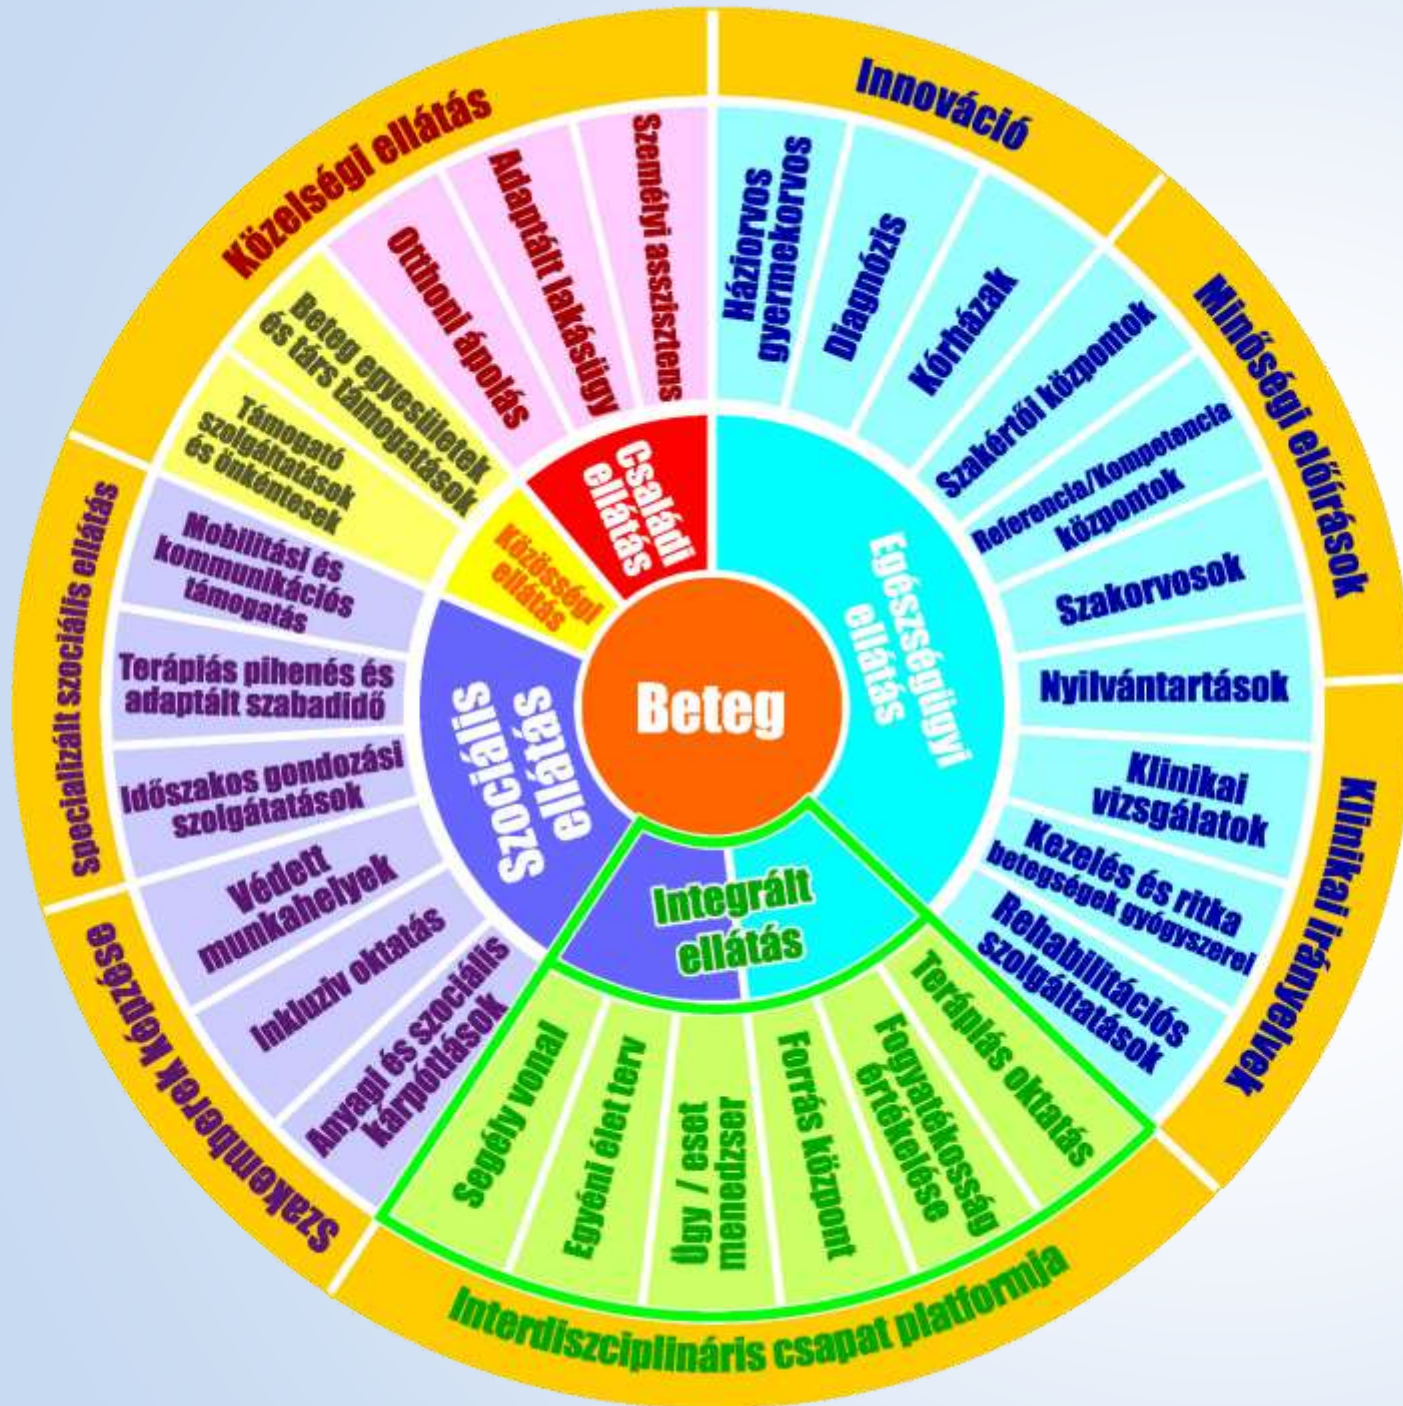 Beteg
Egészségügyi
ellátás
Integrált
ellátás
Szociális
ellátás
Közösségi
ellátás
Családi
ellátás
Háziorvos
gyermekorvos
Diagnózis
Kórházak
Szakértői központok
Referencia/Kompetencia
központok
Szakorvosok
Nyilvántartások
Klinikai
vizsgálatok
Kezelés és ritka
betegségek gyógyszerei
Rehabilitációs
szolgáltatások
Terápiás oktatás
Fogyatékosság
értékelése
Forrás központ
Ügy / eset
menedzser
Egyéni élet terv
Segély vonal
Anyagi és szociális
kárpótlások
Inkluzív oktatás
Védett
munkahelyek
Időszakos gondozási
szolgátatások
Terápiás pihenés és
adaptált szabadidő
Mobilitási és
kommunikációs
támogatás
Támogató
szolgáltatások
és önkéntesek
Beteg egyesületek
és társ támogatások
Otthoni ápolás
Adaptált lakásügy
Személyi asszisztens
Innováció
Minőségi előírások
Klinikai irányelvek
Interdiszciplináris csapat platformja
Szakemberek képzése
Specializált szociális ellátás
Közelségi ellátás